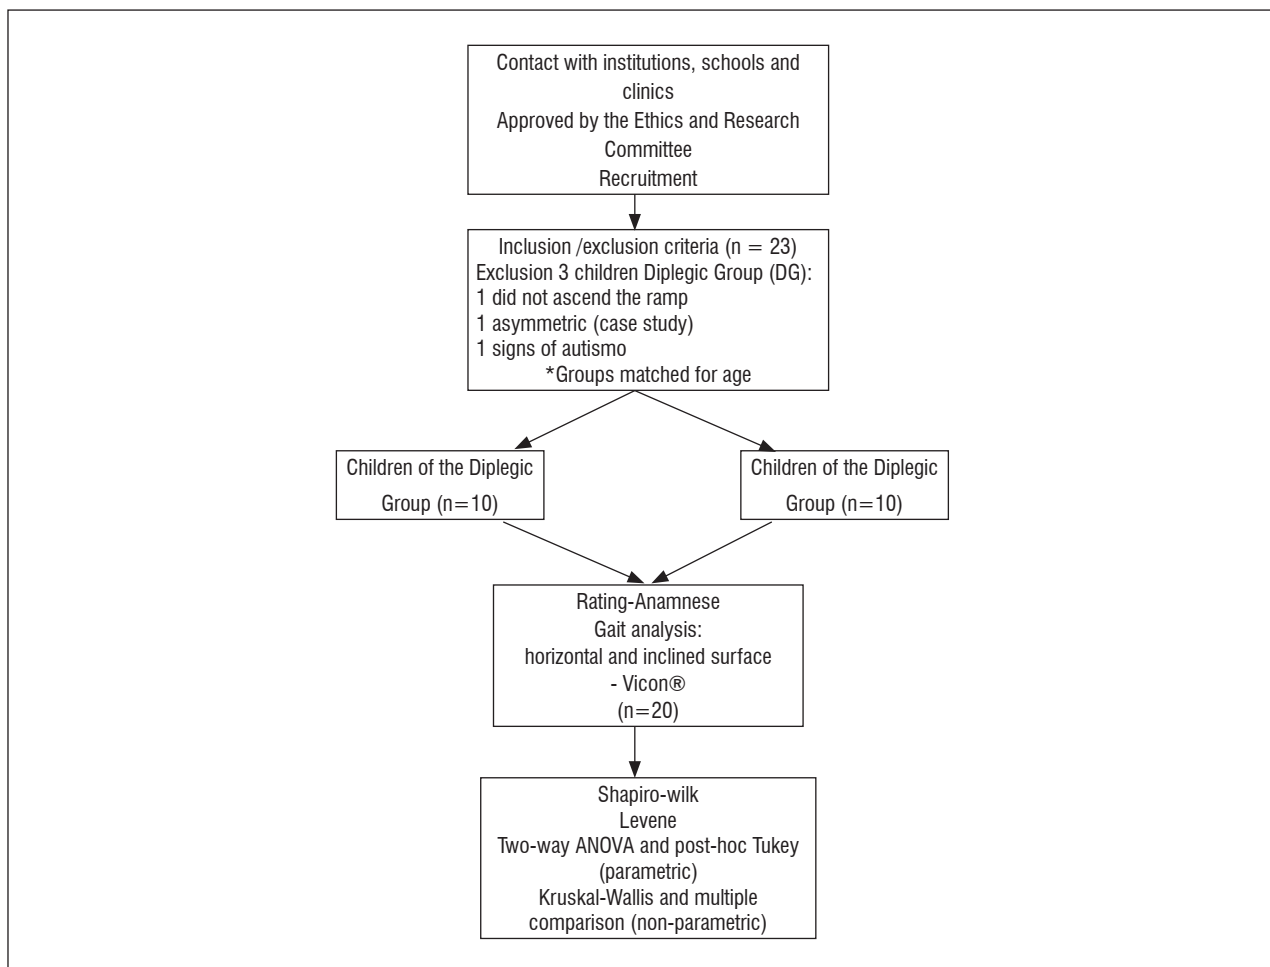 Contact with institutions, schools and
clinics
Approved by the Ethics and Research
Committee
Recruitment
Inclusion /exclusion criteria (n = 23)
Exclusion 3 children Diplegic Group (DG):
1 did not ascend the ramp
1 asymmetric (case study)
1 signs of autismo
*Groups matched for age
Children of the Diplegic
Group (n=10)
Children of the Diplegic
Group (n=10)
Rating-Anamnese
Gait analysis:
horizontal and inclined surface
- Vicon®
(n=20)
Shapiro-wilk
Levene
Two-way ANOVA and post-hoc Tukey
(parametric)
Kruskal-Wallis and multiple
comparison (non-parametric)